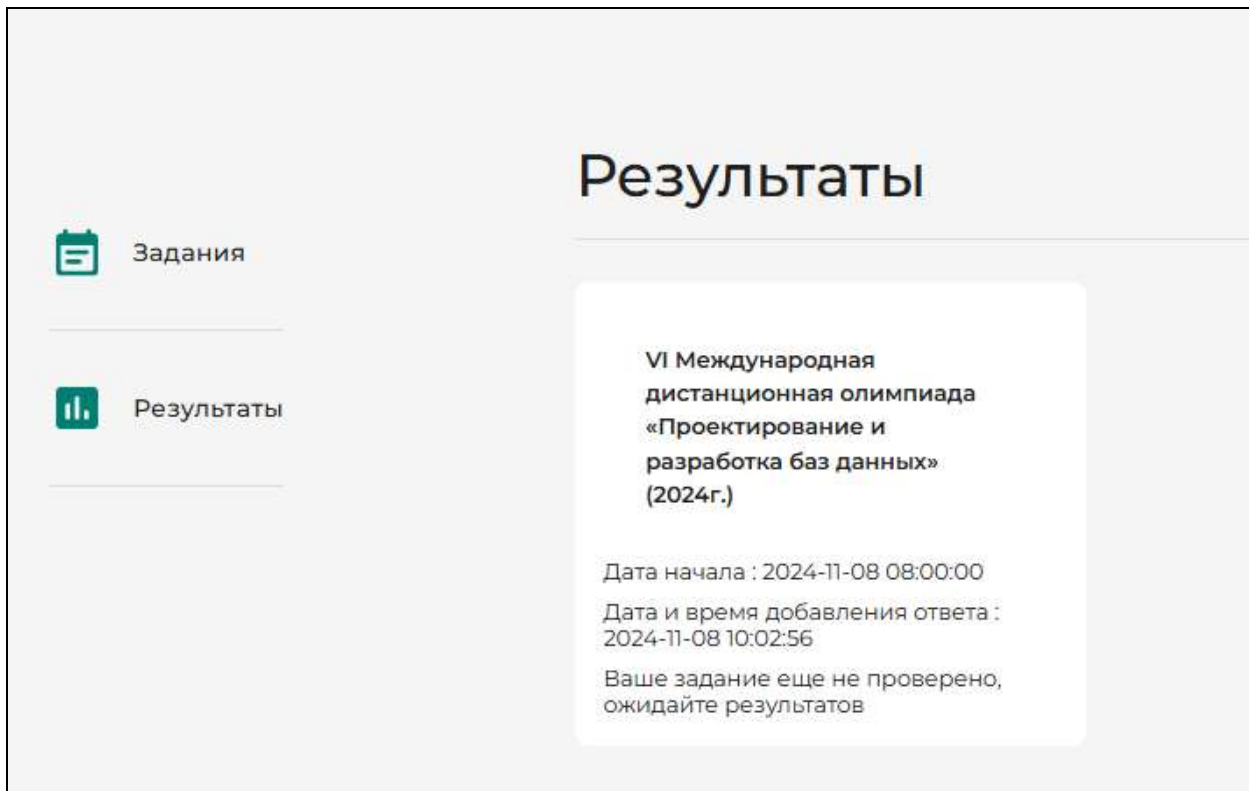 Результаты
Задания
Результаты
VI Международная
дистанционная олимпиада
«Проектирование и
разработка баз данных»
(2024г.)
Дата начала : 2024-11-08 08:00:00
Дата и время добавления ответа :
2024-11-08 10:02:56
Ваше задание еще не проверено,
ожидайте результатов